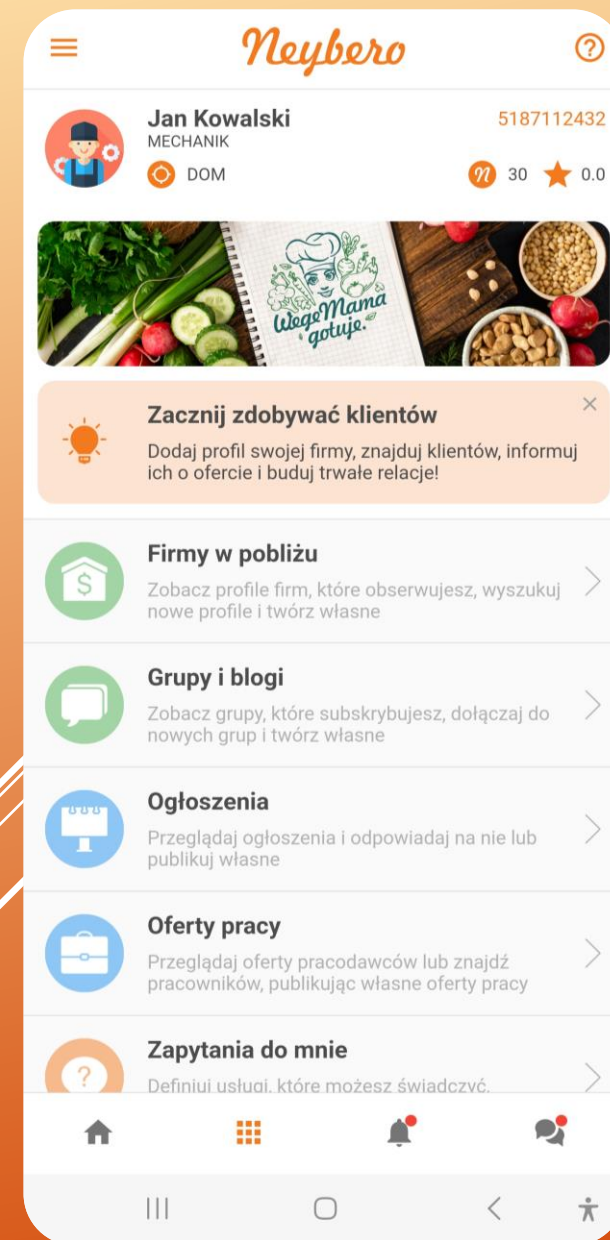 Neybero
Jan Kowalski
5187112432
MECHANIK
DOM
30
0.0
WegeMama
gotuje.
Zacznij zdobywać klientów
Dodaj profil swojej firmy, znajduj klientów, informuj
ich o ofercie i buduj trwałe relacje!
Firmy w pobliżu
Zobacz profile firm, które obserwujesz, wyszukuj
nowe profile i twórz własne
Grupy i blogi
Zobacz grupy, które subskrybujesz, dołączaj do
nowych grup i twórz własne
Ogłoszenia
Przeglądaj ogłoszenia i odpowiadaj na nie lub
publikuj własne
Oferty pracy
Przeglądaj oferty pracodawców lub znajdź
pracowników, publikując własne oferty pracy
Zapytania do mnie
Definiuj usługi, które możesz świadczyć,